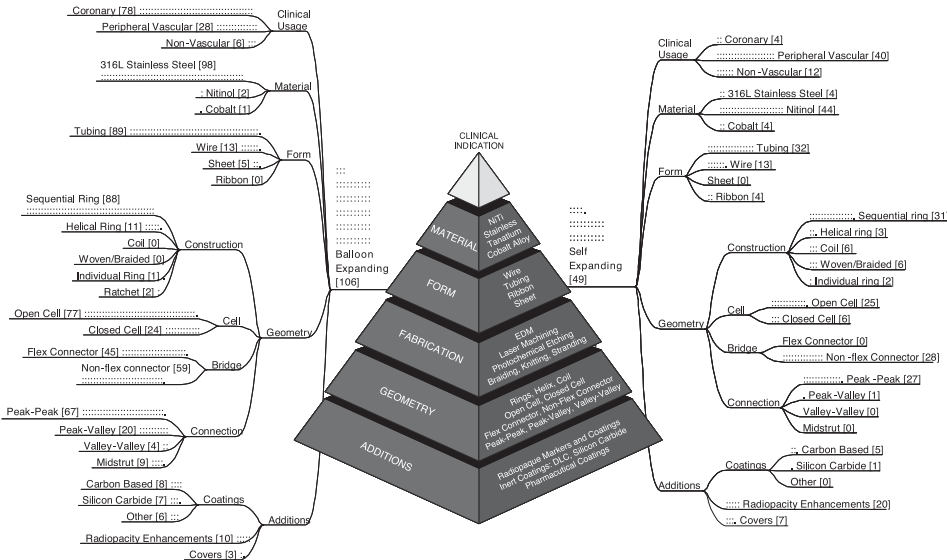 Coronary [78]
Peripheral Vascular [28]
Non-Vascular [6]
Clinical
Usage
316L Stainless Steel [98]
: Nitinol [2]
. Cobalt [1]
Material
Tubing [89]
Wire [13]
Sheet [5]
Ribbon [0]
Form
Sequential Ring [88]
Helical Ring [11]
Coil [0]
Woven/Braided [0]
Individual Ring [1]
Ratchet [2]
Construction
Open Cell [77]
Closed Cell [24]
Cell
Flex Connector [45]
Non-flex connector [59]
Bridge
Geometry
Peak-Peak [67]
Peak-Valley [20]
Valley-Valley [4]
Midstrut [9]
Connection
Carbon Based [8]
Silicon Carbide [7]
Other [6]
Coatings
Radiopacity Enhancements [10]
Covers [3]
Additions
Balloon
Expanding
[106]
CLINICAL
INDICATION
MATERIAL
NiTi
Stainless
Tanatlum
Cobalt Alloy
FORM
Wire
Tubing
Ribbon
Sheet
FABRICATION
EDM
Laser Machining
Photochemical Etching
Braiding, Knitting, Stranding
GEOMETRY
Rings, Helix, Coil
Open Cell, Closed Cell
Flex Connector, Non-Flex Connector
Peak-Peak, Peak-Valley, Valley-Valley
ADDITIONS
Radiopaque Markers and Coatings
Inert Coatings: DLC, Silicon Carbide
Pharmacutical Coatings
Self
Expanding
[49]
Clinical
Usage
Coronary [4]
Peripheral Vascular [40]
Non-Vascular [12]
Material
316L Stainless Steel [4]
Nitinol [44]
Cobalt [4]
Form
Tubing [32]
Wire [13]
Sheet [0]
Ribbon [4]
Geometry
Construction
Sequential ring [31]
Helical ring [3]
Coil [6]
Woven/Braided [6]
Individual ring [2]
Cell
Open Cell [25]
Closed Cell [6]
Bridge
Flex Connector [0]
Non-flex Connector [28]
Connection
Peak-Peak [27]
Peak-Valley [1]
Valley-Valley [0]
Midstrut [0]
Additions
Coatings
Carbon Based [5]
Silicon Carbide [1]
Other [0]
Radiopacity Enhancements [20]
Covers [7]